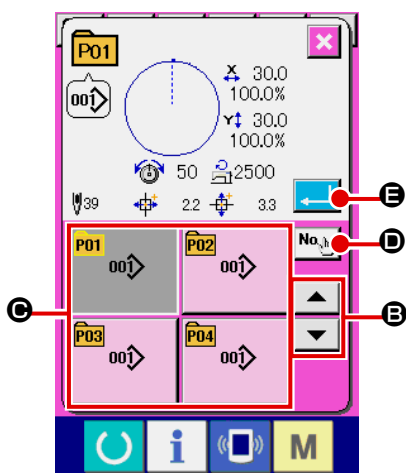 P01
001
X 30.0
100.0%
Y 30.0
100.0%
50 2500
39 2.2 3.3
E
No.
D
P01 P02
001 001
C
B
P03 P04
001 001
i M